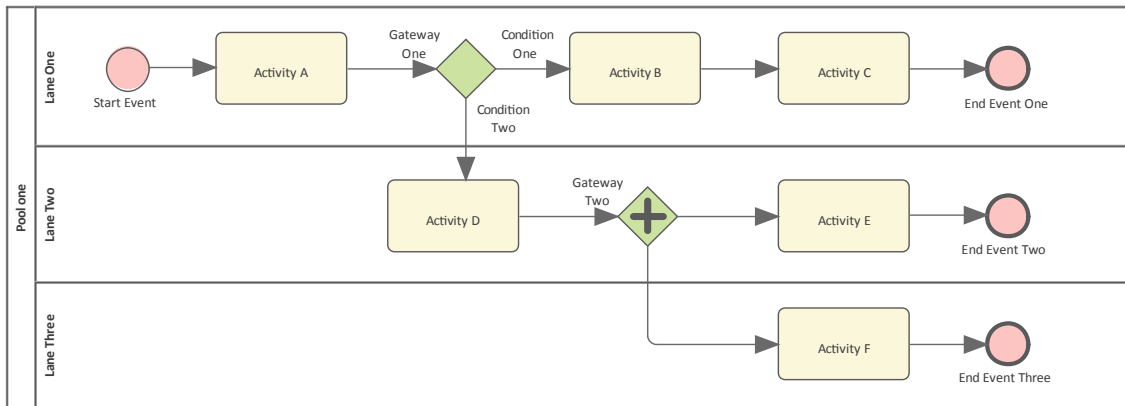 Pool one
Lane One
Start Event
Activity A
Gateway
One
Condition
One
Condition
Two
Activity B
Activity C
End Event One
Lane Two
Activity D
Gateway
Two
Activity E
End Event Two
Lane Three
Activity F
End Event Three